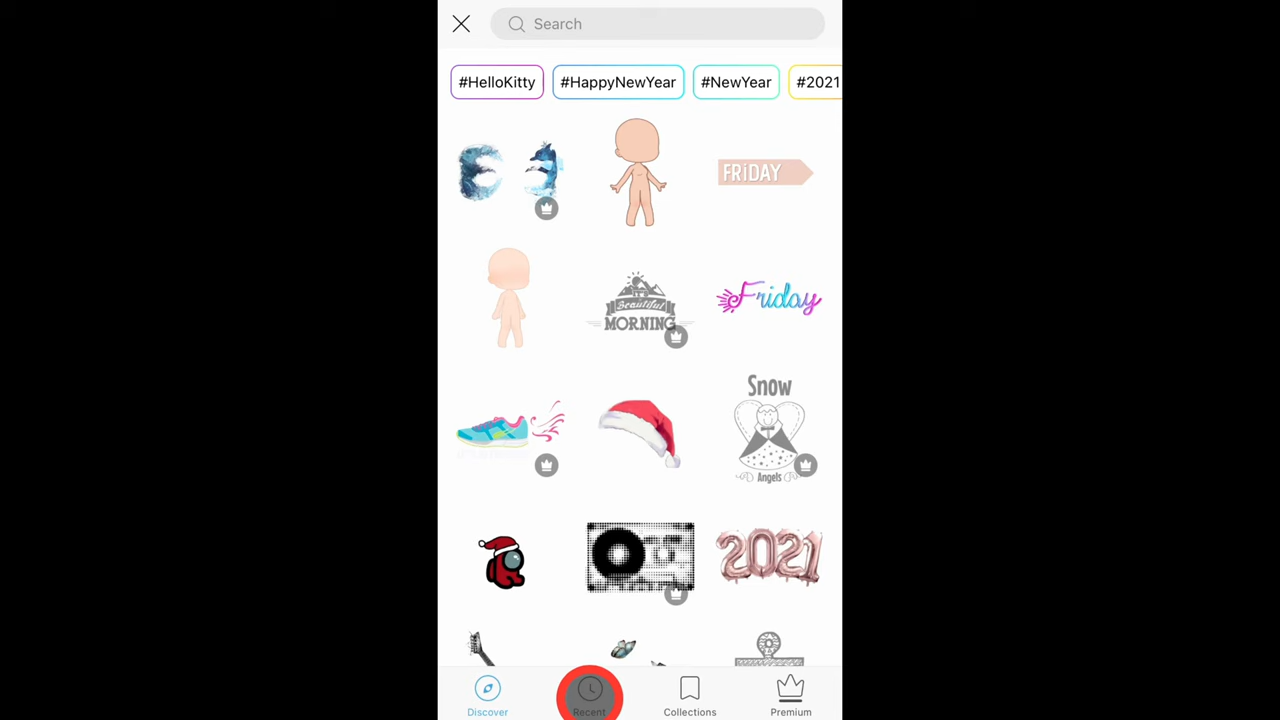 Search
#HelloKitty #HappyNewYear #NewYear #2021
FRiDAY
Beautiful
MORNING
Friday
Snow
Angels
2021
Discover Recent Collections Premium